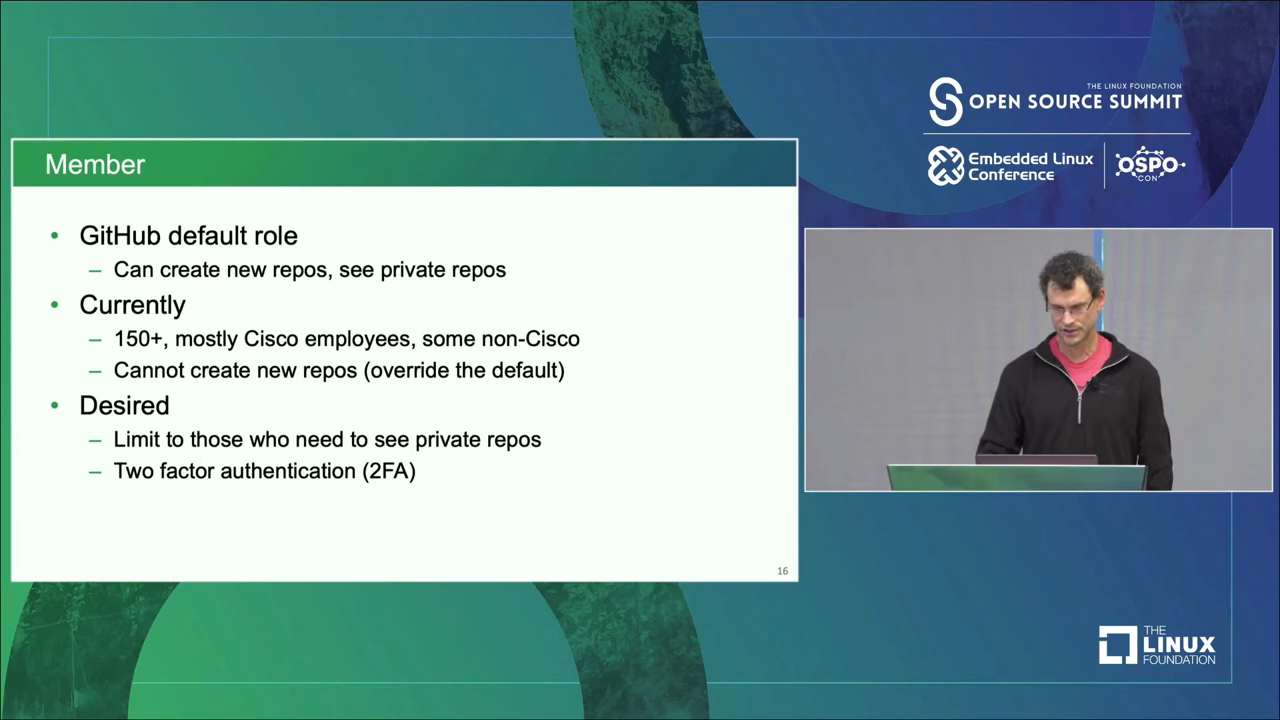 THE LINUX FOUNDATION
OPEN SOURCE SUMMIT
Embedded Linux
Conference
OSPO
CON
Member
• GitHub default role
– Can create new repos, see private repos
• Currently
– 150+, mostly Cisco employees, some non-Cisco
– Cannot create new repos (override the default)
• Desired
– Limit to those who need to see private repos
– Two factor authentication (2FA)
16
THE
LINUX
FOUNDATION